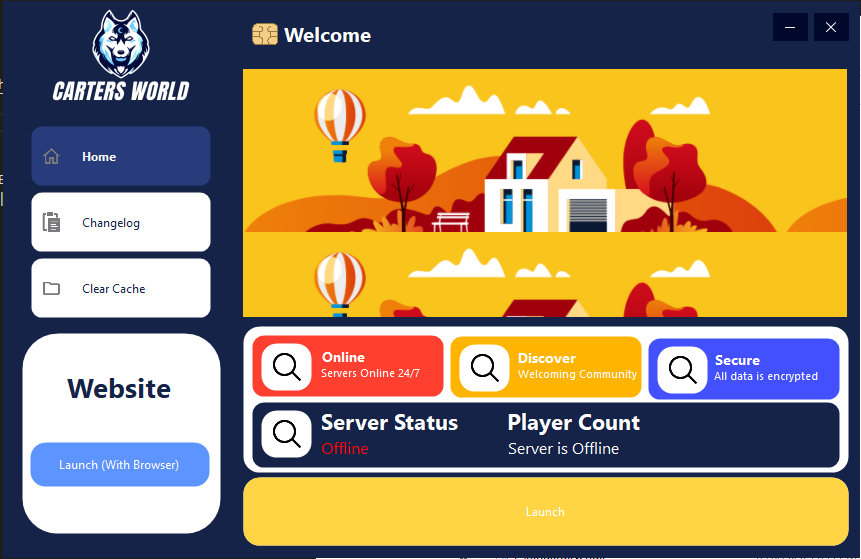 CARTERS WORLD
Home
Changelog
Clear Cache
Website
Launch (With Browser)
Welcome
Online
Servers Online 24/7
Discover
Welcoming Community
Secure
All data is encrypted
Server Status
Offline
Player Count
Server is Offline
Launch